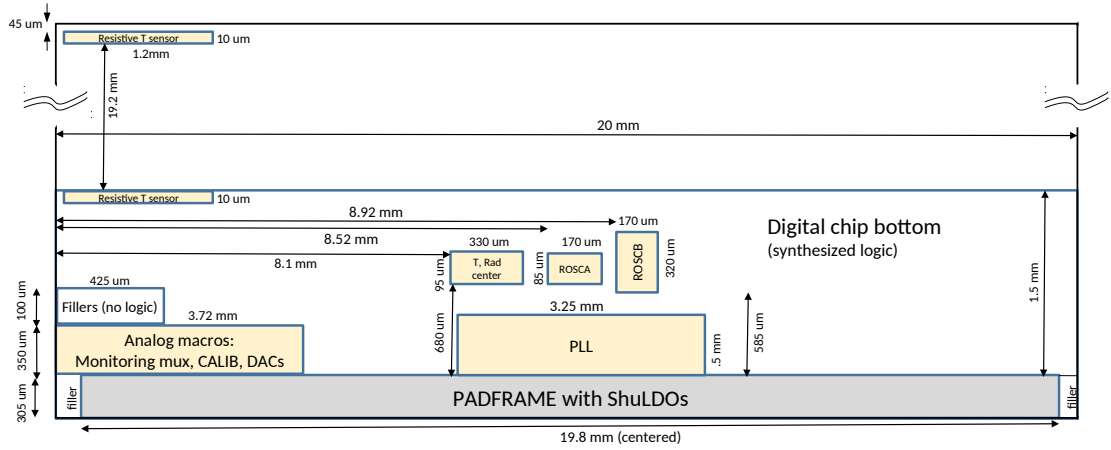 45 um
Resistive T sensor
10 um
1.2mm
19.2 mm
20 mm
Resistive T sensor
10 um
8.92 mm
170 um
8.52 mm
330 um
170 um
8.1 mm
95 um
T, Rad
center
85 um
ROSCA
ROSCB
320 um
Digital chip bottom
(synthesized logic)
1.5 mm
425 um
100 um
Fillers (no logic)
3.72 mm
3.25 mm
680 um
585 um
350 um
Analog macros:
Monitoring mux, CALIB, DACs
PLL
.5 mm
305 um
filler
PADFRAME with ShuLDOs
filler
19.8 mm (centered)